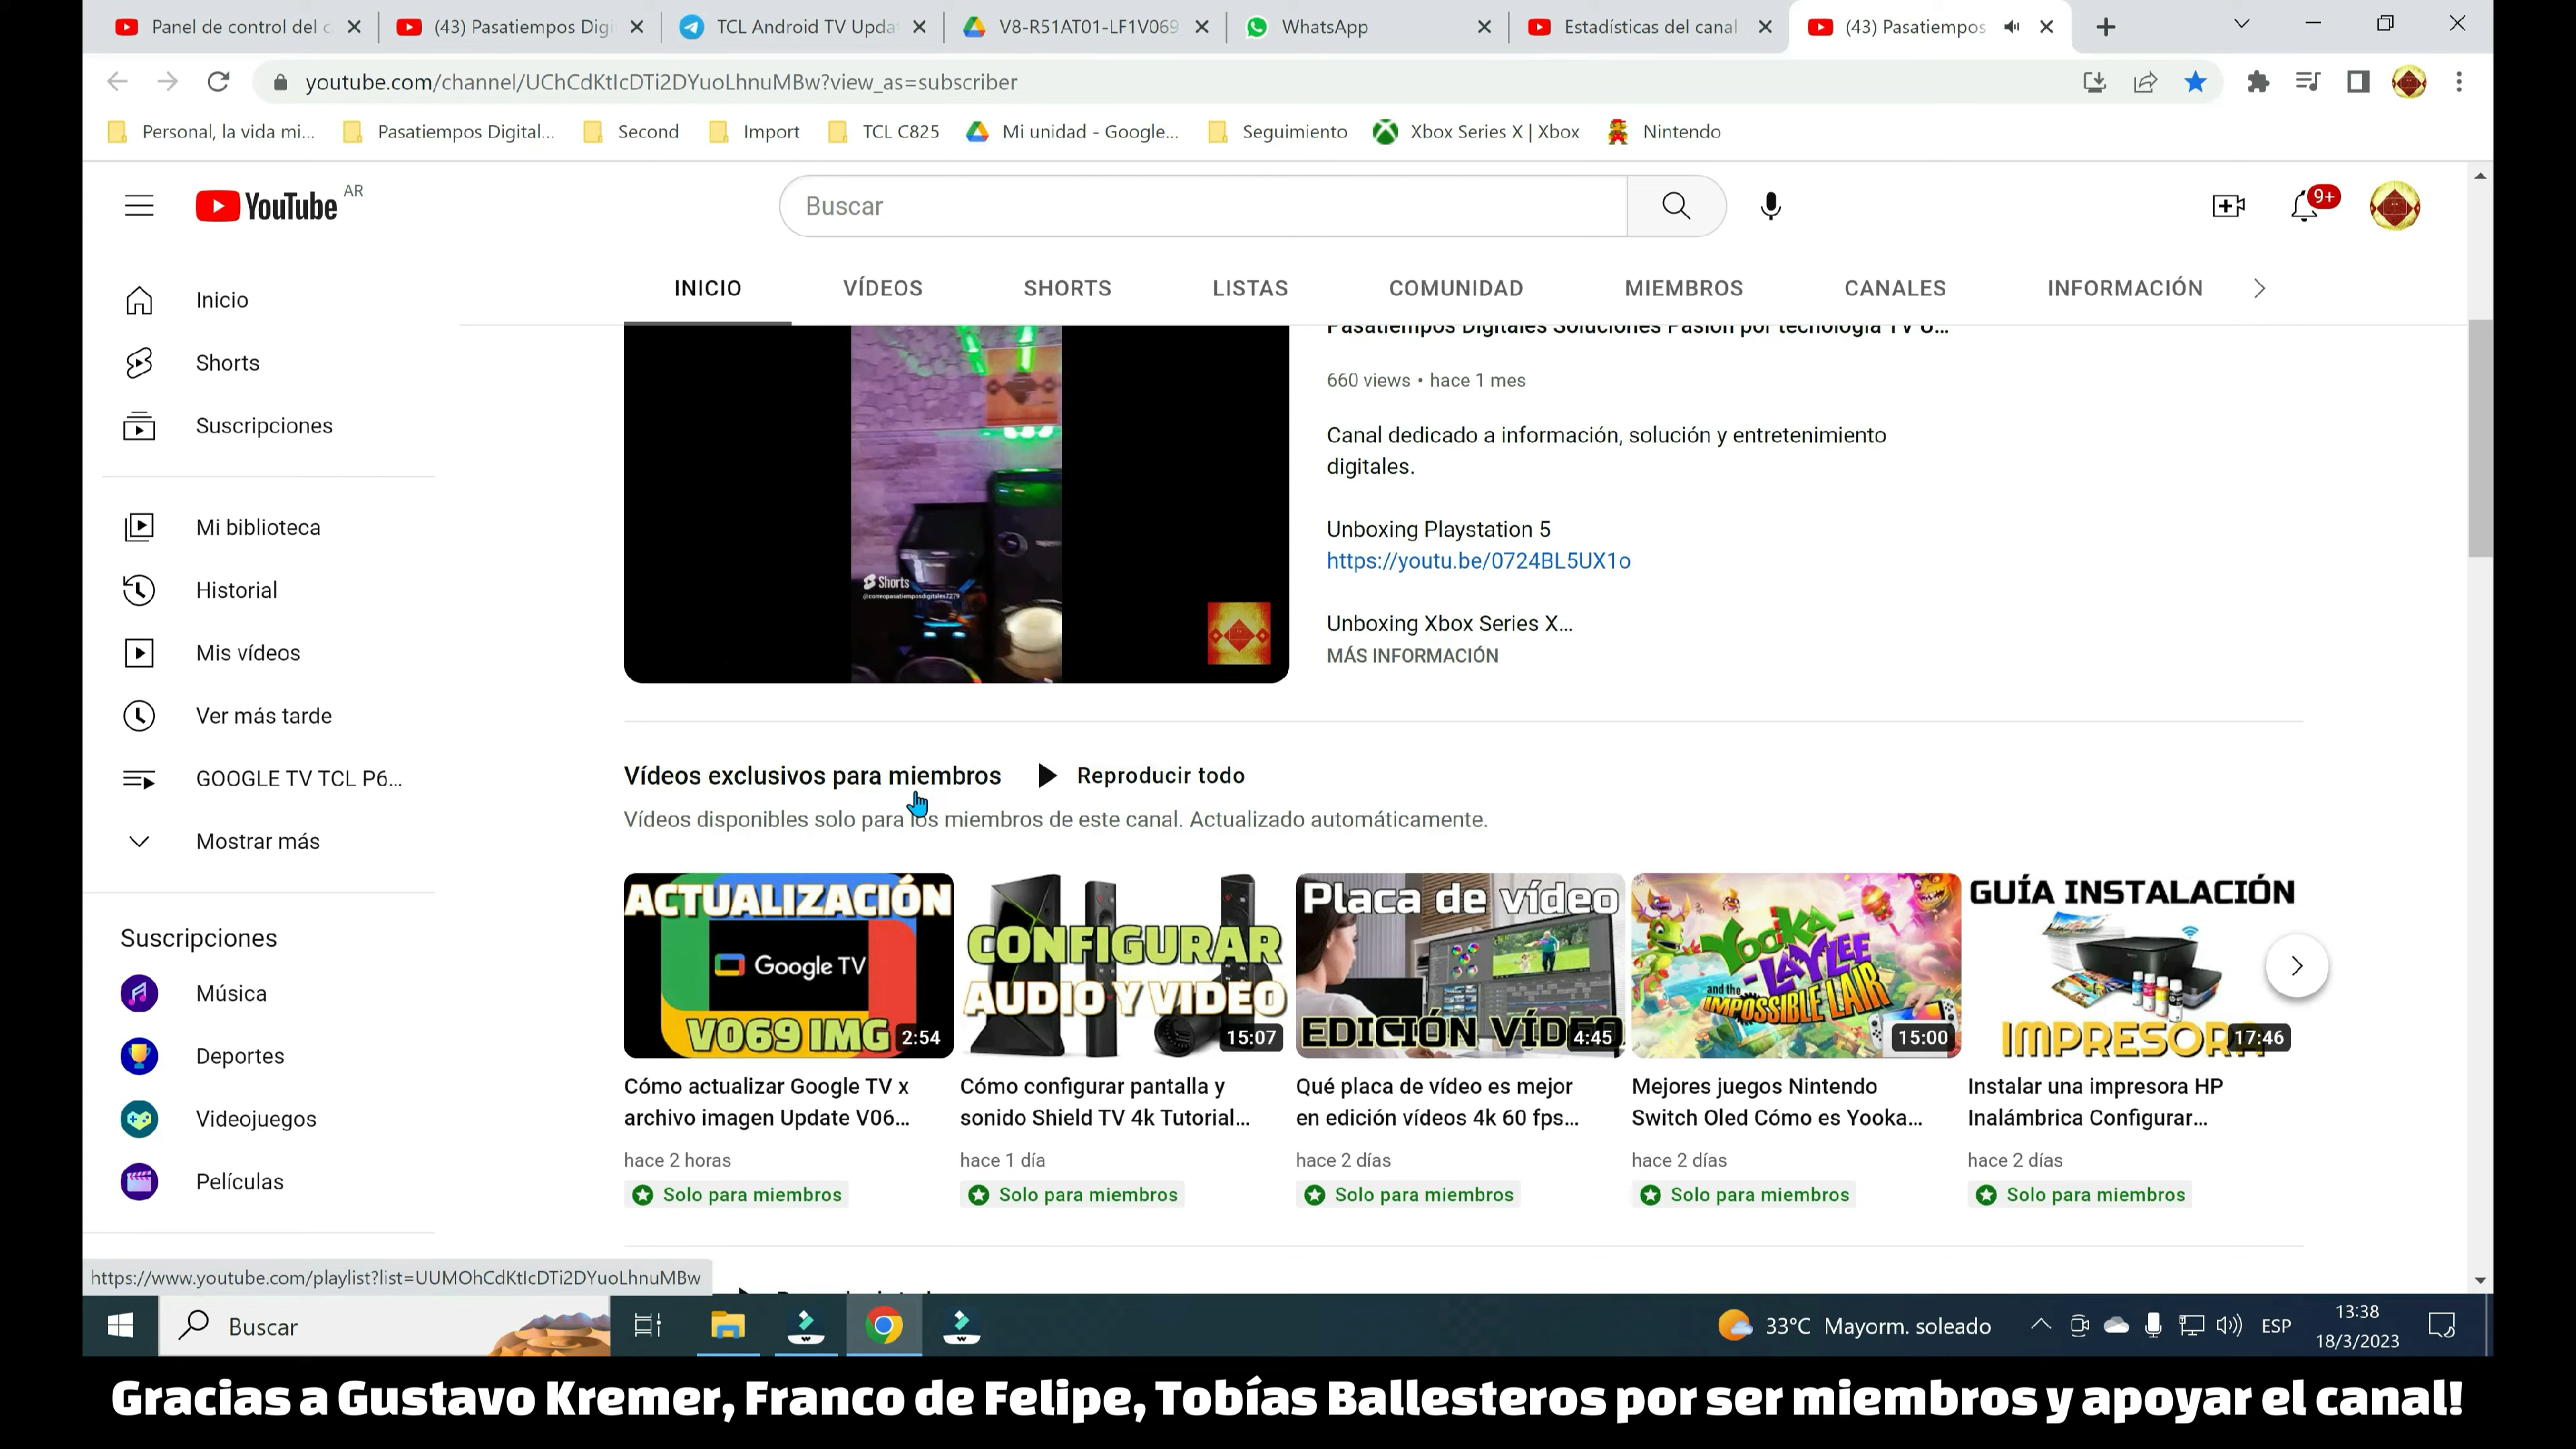 Panel de control del c
(43) Pasatiempos Digi
TCL Android TV Upda
V8-R51AT01-LF1V069
WhatsApp
Estadísticas del canal
(43) Pasatiempos
youtube.com/channel/UChCdKtIcDTi2DYuoLhnuMBw?view_as=subscriber
Personal, la vida mi...
Pasatiempos Digital...
Second
Import
TCL C825
Mi unidad - Google...
Seguimiento
Xbox Series X | Xbox
Nintendo
YouTube AR
Buscar
9+
INICIO
VÍDEOS
SHORTS
LISTAS
COMUNIDAD
MIEMBROS
CANALES
INFORMACIÓN
Inicio
Shorts
Suscripciones
Mi biblioteca
Historial
Mis vídeos
Ver más tarde
GOOGLE TV TCL P6...
Mostrar más
Suscripciones
Música
Deportes
Videojuegos
Películas
Shorts
@correopasatiemposdigitales7279
Pasatiempos Digitales Soluciones Pasión por tecnología TV U...
660 views • hace 1 mes
Canal dedicado a información, solución y entretenimiento
digitales.
Unboxing Playstation 5
https://youtu.be/0724BL5UX1o
Unboxing Xbox Series X...
MÁS INFORMACIÓN
Vídeos exclusivos para miembros
Reproducir todo
Vídeos disponibles solo para los miembros de este canal. Actualizado automáticamente.
ACTUALIZACIÓN
Google TV
V069 IMG
2:54
Cómo actualizar Google TV x
archivo imagen Update V06...
hace 2 horas
Solo para miembros
CONFIGURAR
AUDIO Y VIDEO
15:07
Cómo configurar pantalla y
sonido Shield TV 4k Tutorial...
hace 1 día
Solo para miembros
Placa de vídeo
EDICIÓN VÍDEO
4:45
Qué placa de vídeo es mejor
en edición vídeos 4k 60 fps...
hace 2 días
Solo para miembros
YOOKA-
LAYLEE
and the
IMPOSSIBLE LAIR
15:00
Mejores juegos Nintendo
Switch Oled Cómo es Yooka...
hace 2 días
Solo para miembros
GUÍA INSTALACIÓN
IMPRESORA
17:46
Instalar una impresora HP
Inalámbrica Configurar...
hace 2 días
Solo para miembros
https://www.youtube.com/playlist?list=UUMOhCdKtIcDTi2DYuoLhnuMBw
Buscar
33°C Mayorm. soleado
ESP
13:38
18/3/2023
Gracias a Gustavo Kremer, Franco de Felipe, Tobías Ballesteros por ser miembros y apoyar el canal!